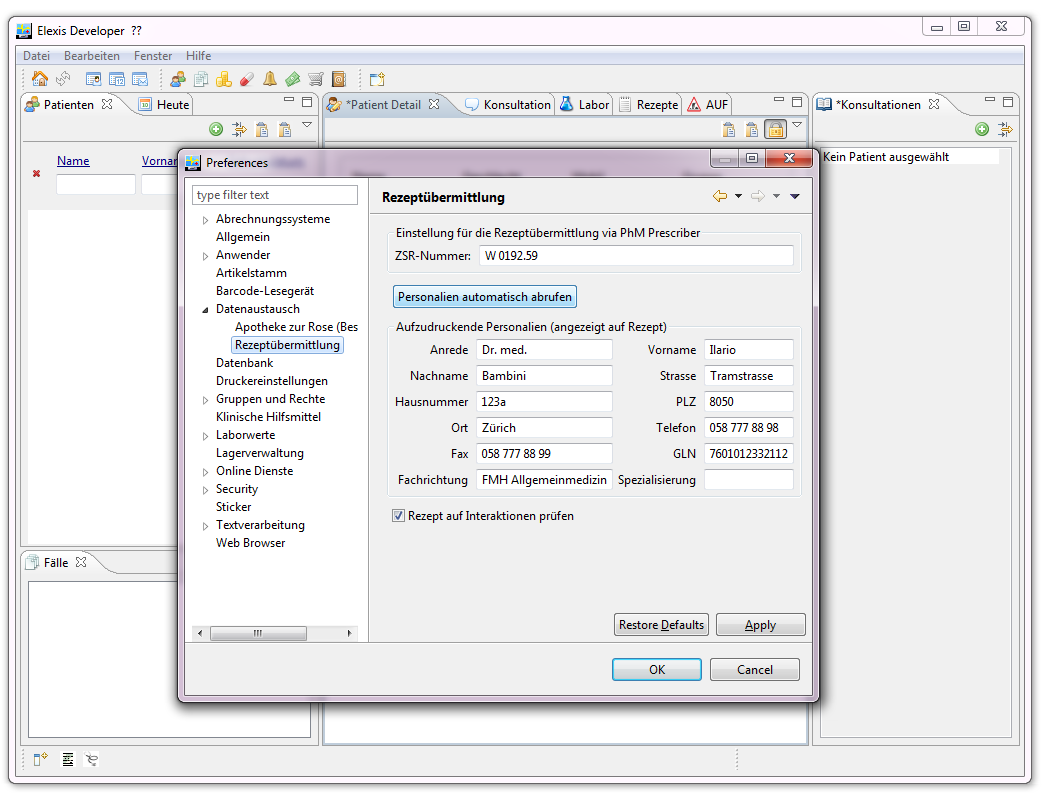 Elexis Developer ??
Datei Bearbeiten Fenster Hilfe
Patienten Heute
*Patient Detail Konsultation Labor Rezepte AUF
*Konsultationen
Name Vornar
Kein Patient ausgewählt
Fälle
Preferences
type filter text
Abrechnungssysteme
Allgemein
Anwender
Artikelstamm
Barcode-Lesegerät
Datenaustausch
Apotheke zur Rose (Bes
Rezeptübermittlung
Datenbank
Druckereinstellungen
Gruppen und Rechte
Klinische Hilfsmittel
Laborwerte
Lagerverwaltung
Online Dienste
Security
Sticker
Textverarbeitung
Web Browser
Rezeptübermittlung
Einstellung für die Rezeptübermittlung via PhM Prescriber
ZSR-Nummer: W 0192.59
Personalien automatisch abrufen
Aufzudruckende Personalien (angezeigt auf Rezept)
Anrede Dr. med. Vorname Ilario
Nachname Bambini Strasse Tramstrasse
Hausnummer 123a PLZ 8050
Ort Zürich Telefon 058 777 88 98
Fax 058 777 88 99 GLN 7601012332112
Fachrichtung FMH Allgemeinmedizin Spezialisierung
Rezept auf Interaktionen prüfen
Restore Defaults Apply
OK Cancel